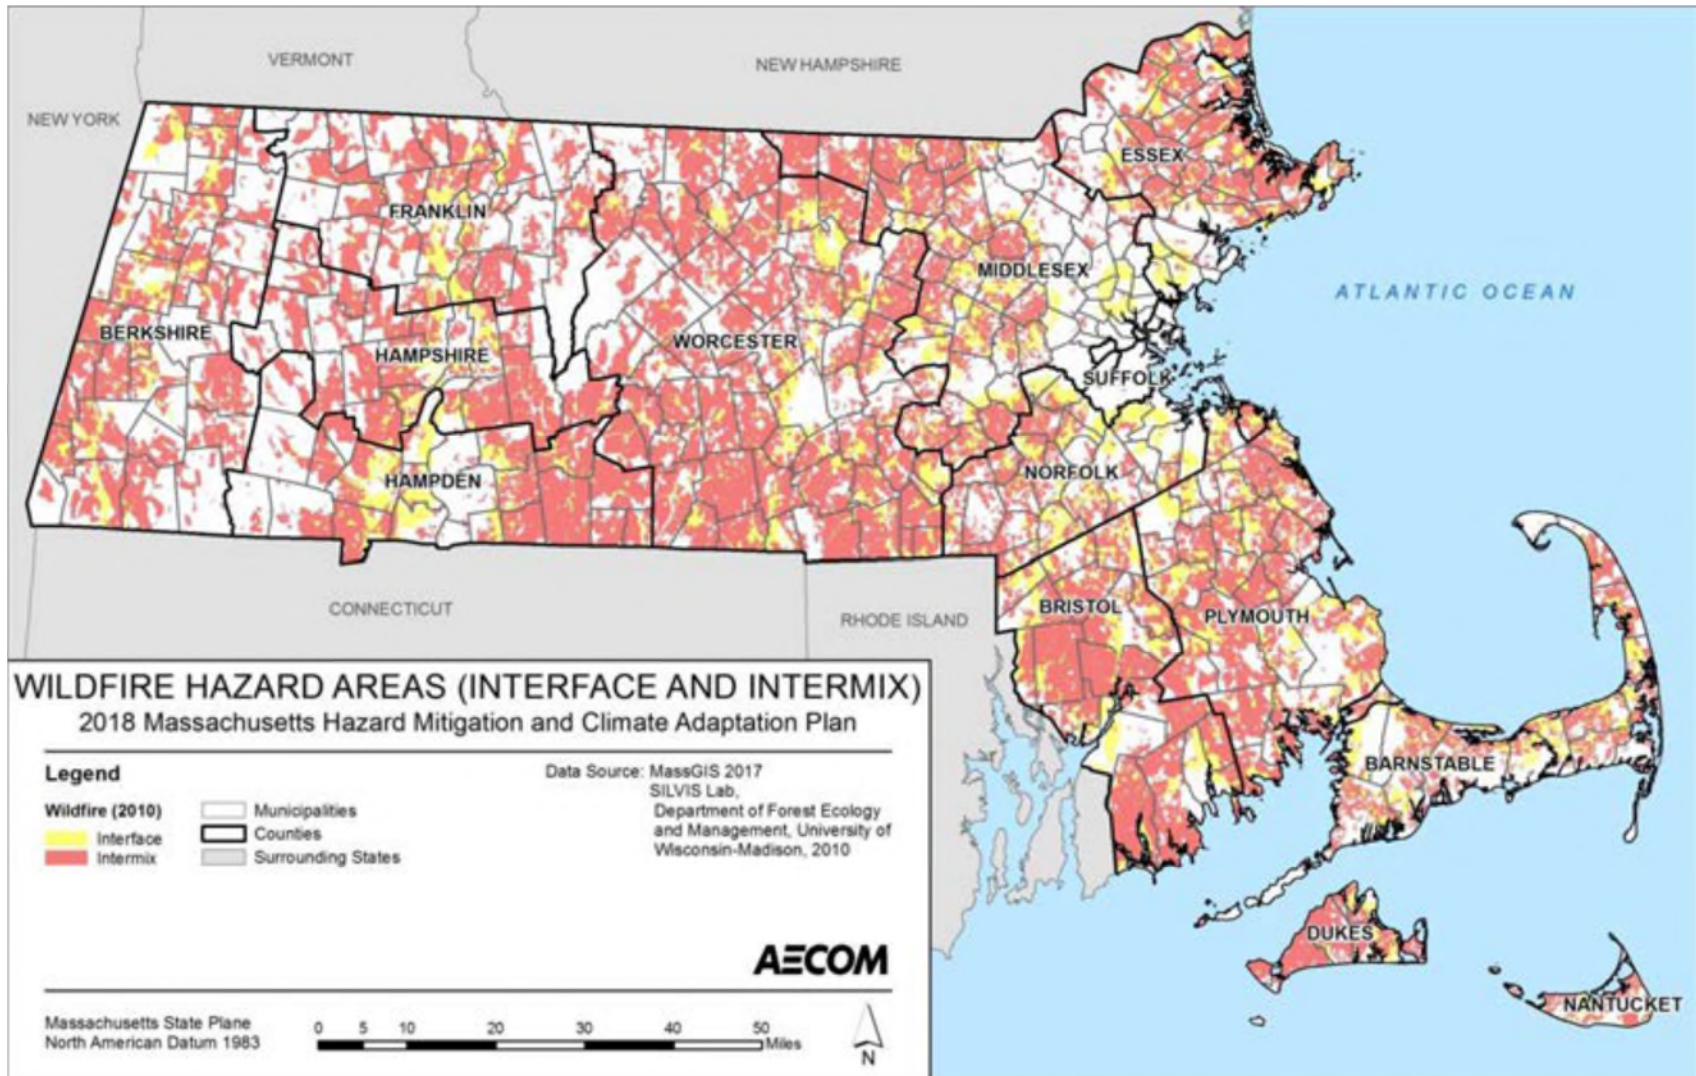 VERMONT
NEW HAMPSHIRE
NEW YORK
ESSEX
FRANKLIN
MIDDLESEX
ATLANTIC OCEAN
BERKSHIRE
HAMPSHIRE
WORCESTER
SUFFOLK
HAMPDEN
NORFOLK
CONNECTICUT
RHODE ISLAND
BRISTOL
PLYMOUTH
BARNSTABLE
DUKES
NANTUCKET
WILDFIRE HAZARD AREAS (INTERFACE AND INTERMIX)
2018 Massachusetts Hazard Mitigation and Climate Adaptation Plan
Legend
Wildfire (2010)
Interface
Intermix
Municipalities
Counties
Surrounding States
Data Source: MassGIS 2017
SILVIS Lab,
Department of Forest Ecology
and Management, University of
Wisconsin-Madison, 2010
AECOM
Massachusetts State Plane
North American Datum 1983
0 5 10 20 30 40 50
Miles
N